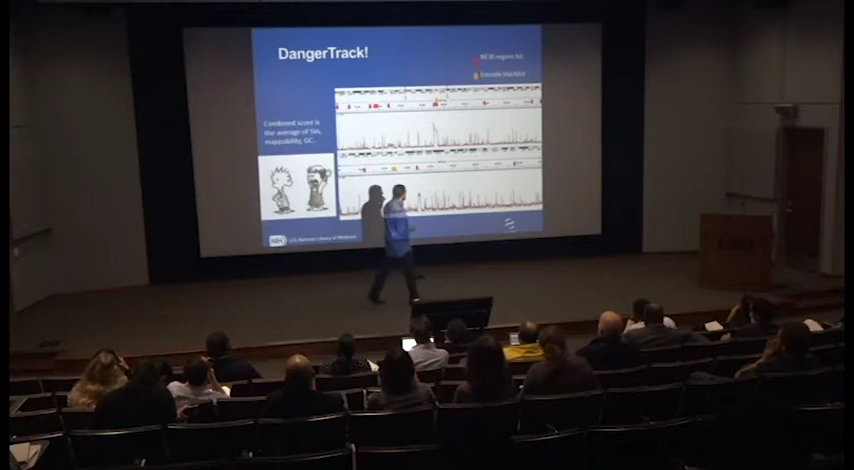 DangerTrack!
NCBI region list
Encode blacklist
Combined score is
the average of SVs,
mappability, GC.
NIH U.S. National Library of Medicine